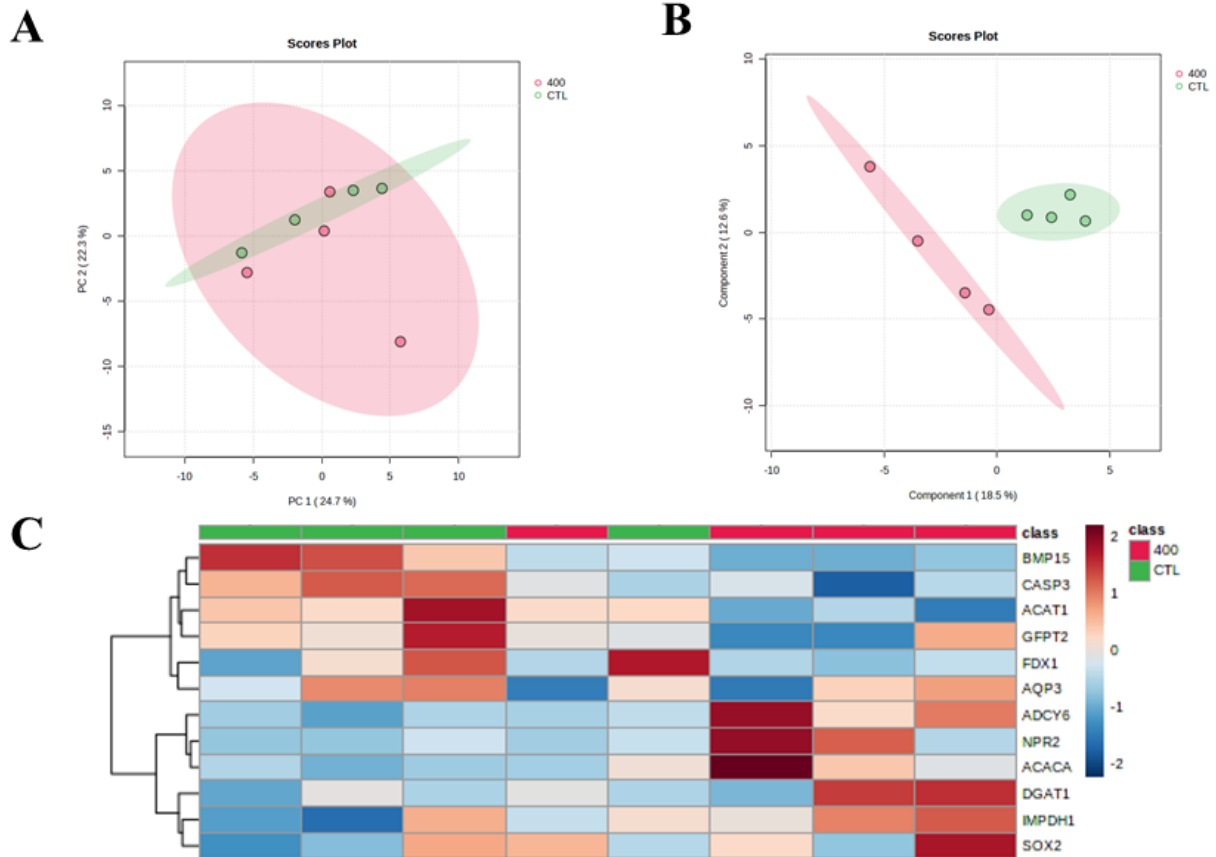 A
Scores Plot
400
CTL
10
5
0
-5
-10
-15
PC 2 ( 22.3 %)
-10
-5
0
5
10
PC 1 ( 24.7 %)
B
Scores Plot
400
CTL
10
5
0
-5
-10
Component 2 ( 12.6 %)
-10
-5
0
5
Component 1 ( 18.5 %)
C
class
BMP15
CASP3
ACAT1
GFPT2
FDX1
AQP3
ADCY6
NPR2
ACACA
DGAT1
IMPDH1
SOX2
2
1
0
-1
-2
class
400
CTL